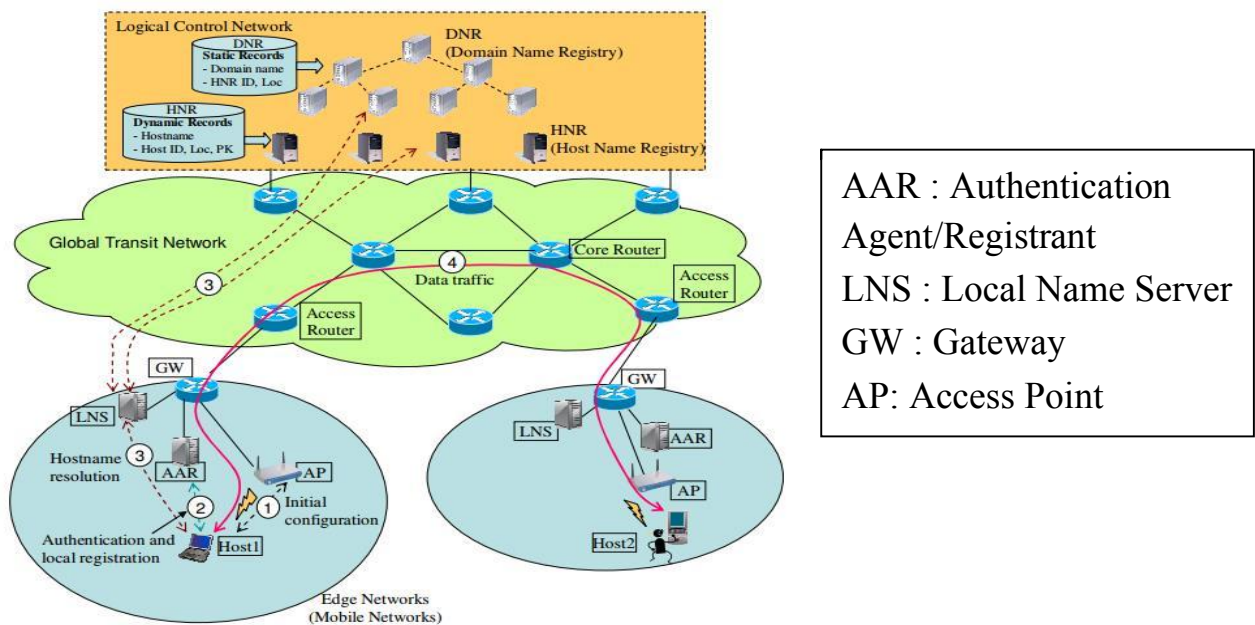 Logical Control Network
DNR
Static Records
- Domain name
- HNR ID, Loc
DNR
(Domain Name Registry)
HNR
Dynamic Records
- Hostname
- Host ID, Loc, PK
HNR
(Host Name Registry)
Global Transit Network
Core Router
4
Data traffic
3
Access
Router
Access
Router
GW
LNS
3
Hostname
resolution
AAR
AP
1
Initial
configuration
2
Authentication and
local registration
Host1
GW
LNS
AAR
AP
Host2
Edge Networks
(Mobile Networks)
AAR : Authentication
Agent/Registrant
LNS : Local Name Server
GW : Gateway
AP: Access Point